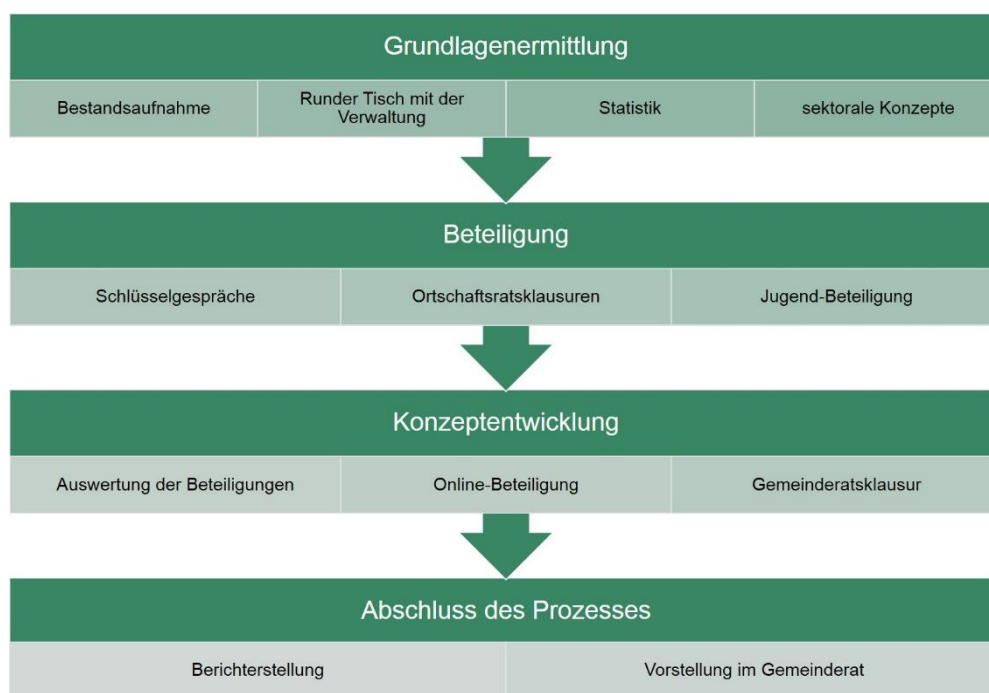 Grundlagenermittlung
Bestandsaufnahme
Runder Tisch mit der
Verwaltung
Statistik
sektorale Konzepte
Beteiligung
Schlüsselgespräche
Ortschaftsratsklausuren
Jugend-Beteiligung
Konzeptentwicklung
Auswertung der Beteiligungen
Online-Beteiligung
Gemeinderatsklausur
Abschluss des Prozesses
Berichterstellung
Vorstellung im Gemeinderat